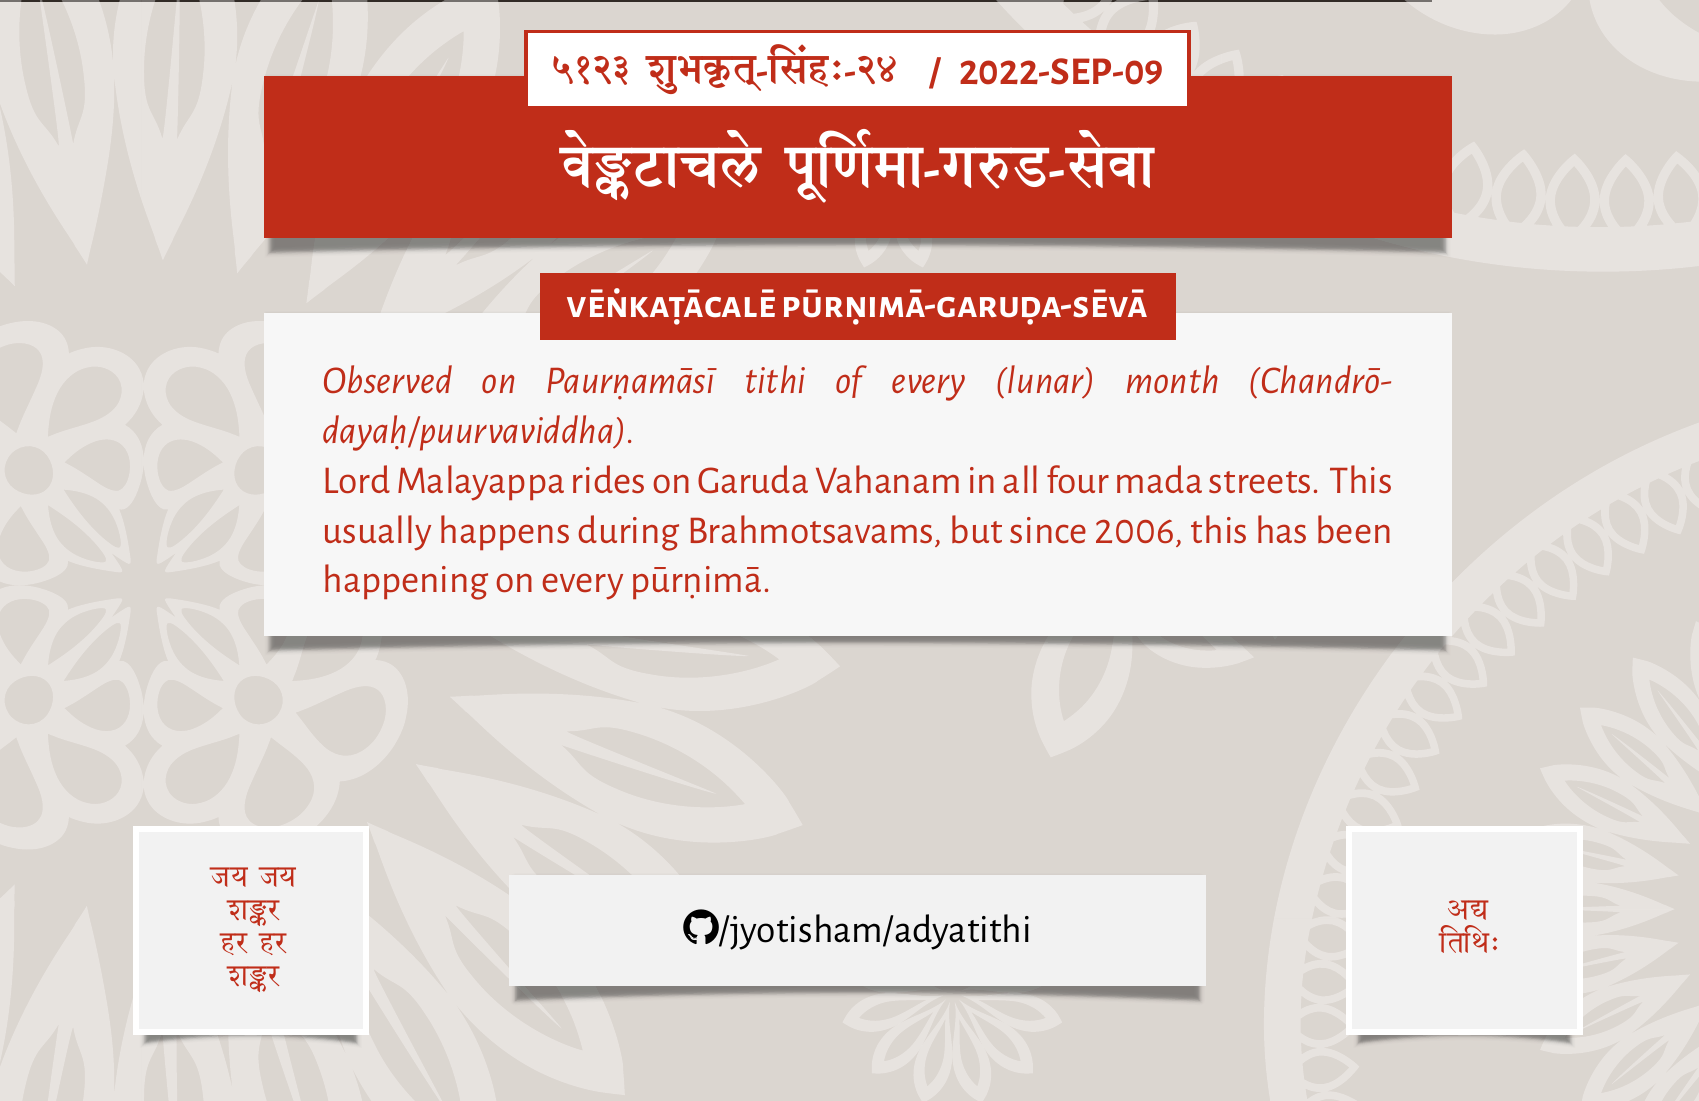 ५१२३ शुभकृत्-सिंहः-२४ / 2022-SEP-09
वेङ्कटाचले पूर्णिमा-गरुड-सेवा
VĒṄKAṬĀCALĒ PŪRṆIMĀ-GARUḌA-SĒVĀ
Observed on Paurṇamāsī tithi of every (lunar) month (Chandrō-
dayaḥ/puurvaviddha).
Lord Malayappa rides on Garuda Vahanam in all four mada streets. This
usually happens during Brahmotsavams, but since 2006, this has been
happening on every pūrṇimā.
जय जय
शङ्कर
हर हर
शङ्कर
/jyotisham/adyatithi
अद्य
तिथिः